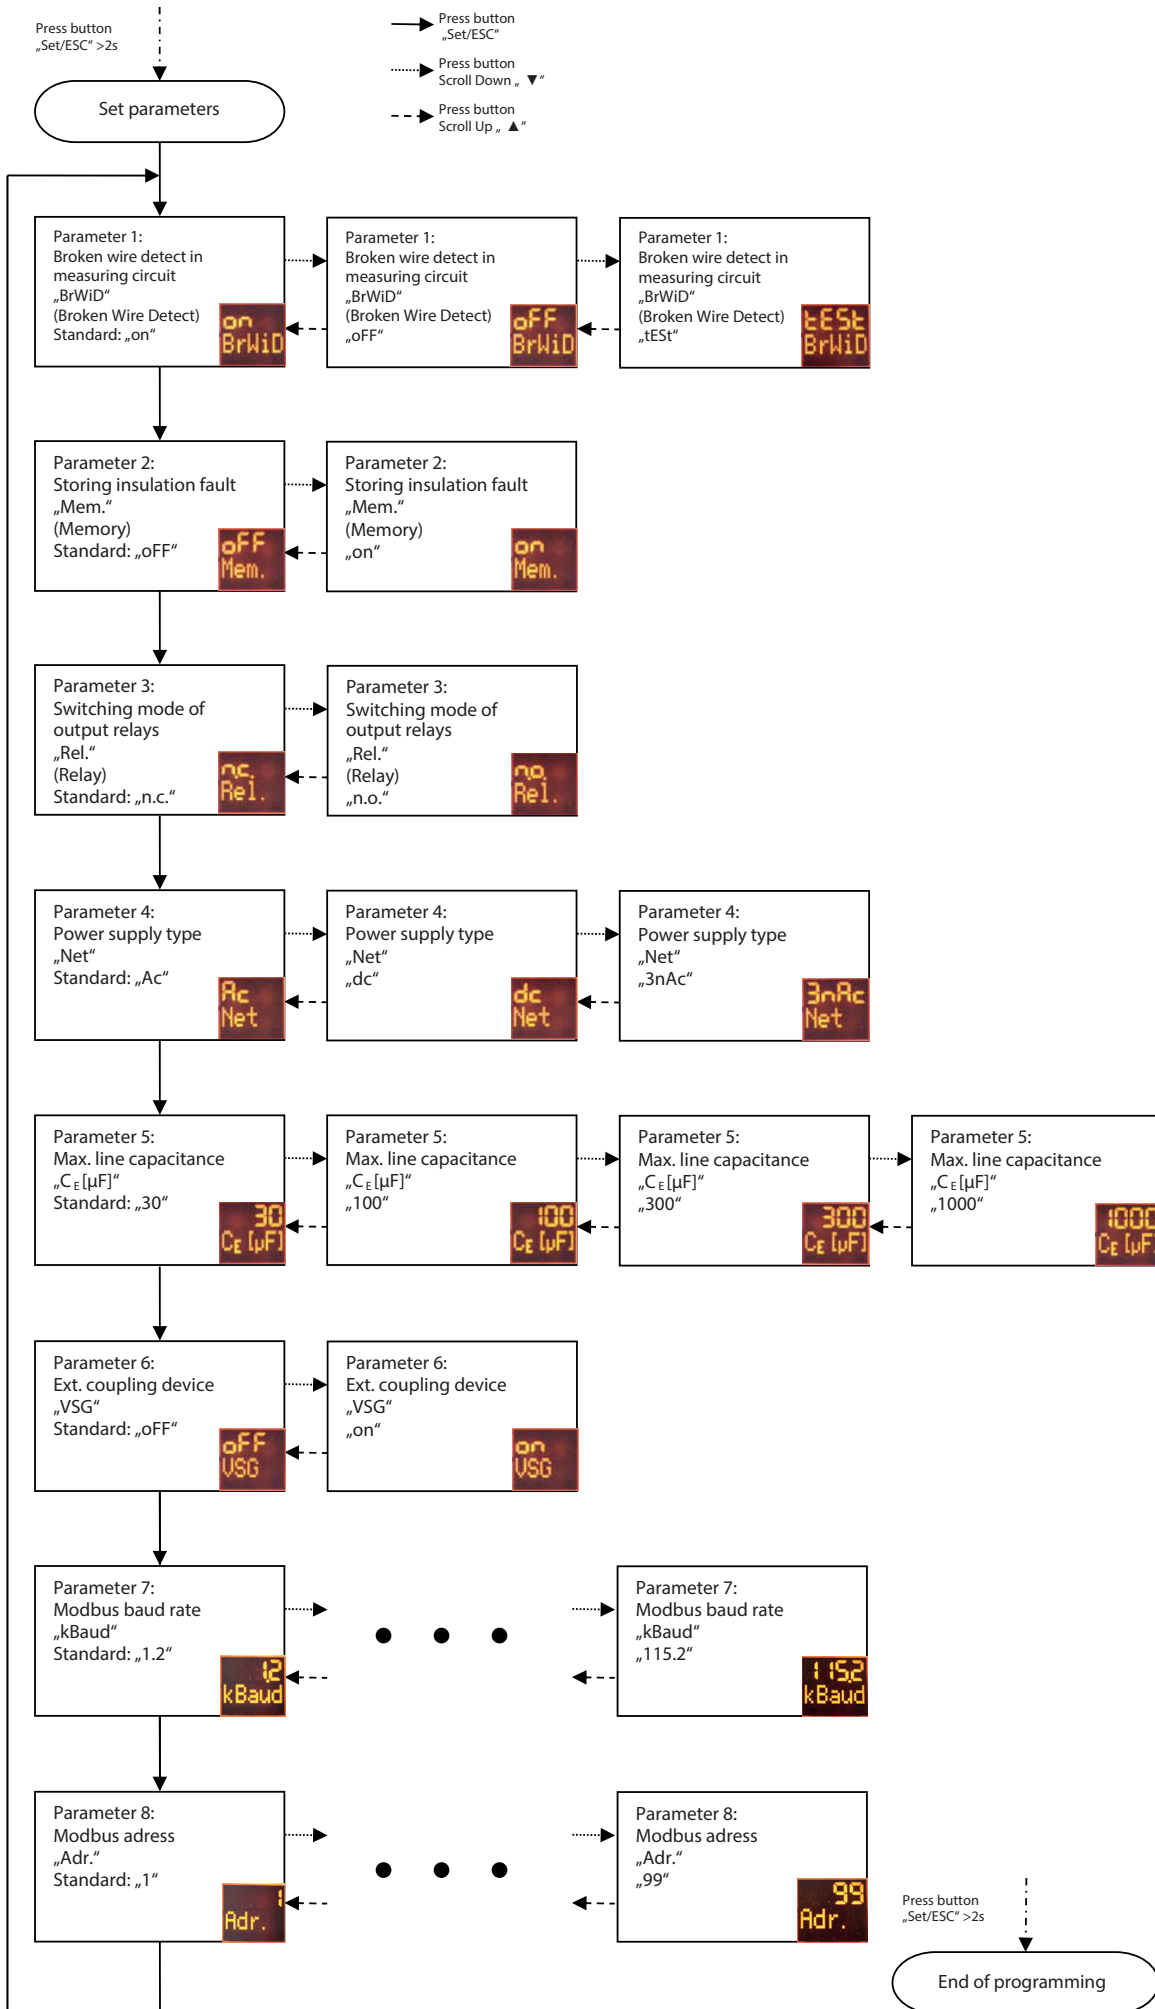 Press button
„Set/ESC“ >2s
Press button
„Set/ESC“
Press button
Scroll Down „ ▼“
Press button
Scroll Up „ ▲“
Set parameters
Parameter 1:
Broken wire detect in
measuring circuit
„BrWiD“
(Broken Wire Detect)
Standard: „on“
on
BrWiD
Parameter 1:
Broken wire detect in
measuring circuit
„BrWiD“
(Broken Wire Detect)
„oFF“
oFF
BrWiD
Parameter 1:
Broken wire detect in
measuring circuit
„BrWiD“
(Broken Wire Detect)
„tESt“
tESt
BrWiD
Parameter 2:
Storing insulation fault
„Mem.“
(Memory)
Standard: „oFF“
oFF
Mem.
Parameter 2:
Storing insulation fault
„Mem.“
(Memory)
„on“
on
Mem.
Parameter 3:
Switching mode of
output relays
„Rel.“
(Relay)
Standard: „n.c.“
n.c.
Rel.
Parameter 3:
Switching mode of
output relays
„Rel.“
(Relay)
„n.o.“
n.o.
Rel.
Parameter 4:
Power supply type
„Net“
Standard: „Ac“
Ac
Net
Parameter 4:
Power supply type
„Net“
„dc“
dc
Net
Parameter 4:
Power supply type
„Net“
„3nAc“
3nAc
Net
Parameter 5:
Max. line capacitance
„CE[µF]“
Standard: „30“
30
CE [µF]
Parameter 5:
Max. line capacitance
„CE[µF]“
„100“
100
CE [µF]
Parameter 5:
Max. line capacitance
„CE[µF]“
„300“
300
CE [µF]
Parameter 5:
Max. line capacitance
„CE[µF]“
„1000“
1000
CE [µF]
Parameter 6:
Ext. coupling device
„VSG“
Standard: „oFF“
oFF
VSG
Parameter 6:
Ext. coupling device
„VSG“
„on“
on
VSG
Parameter 7:
Modbus baud rate
„kBaud“
Standard: „1.2“
1.2
kBaud
Parameter 7:
Modbus baud rate
„kBaud“
„115.2“
115.2
kBaud
Parameter 8:
Modbus adress
„Adr.“
Standard: „1“
1
Adr.
Parameter 8:
Modbus adress
„Adr.“
„99“
99
Adr.
Press button
„Set/ESC“ >2s
End of programming